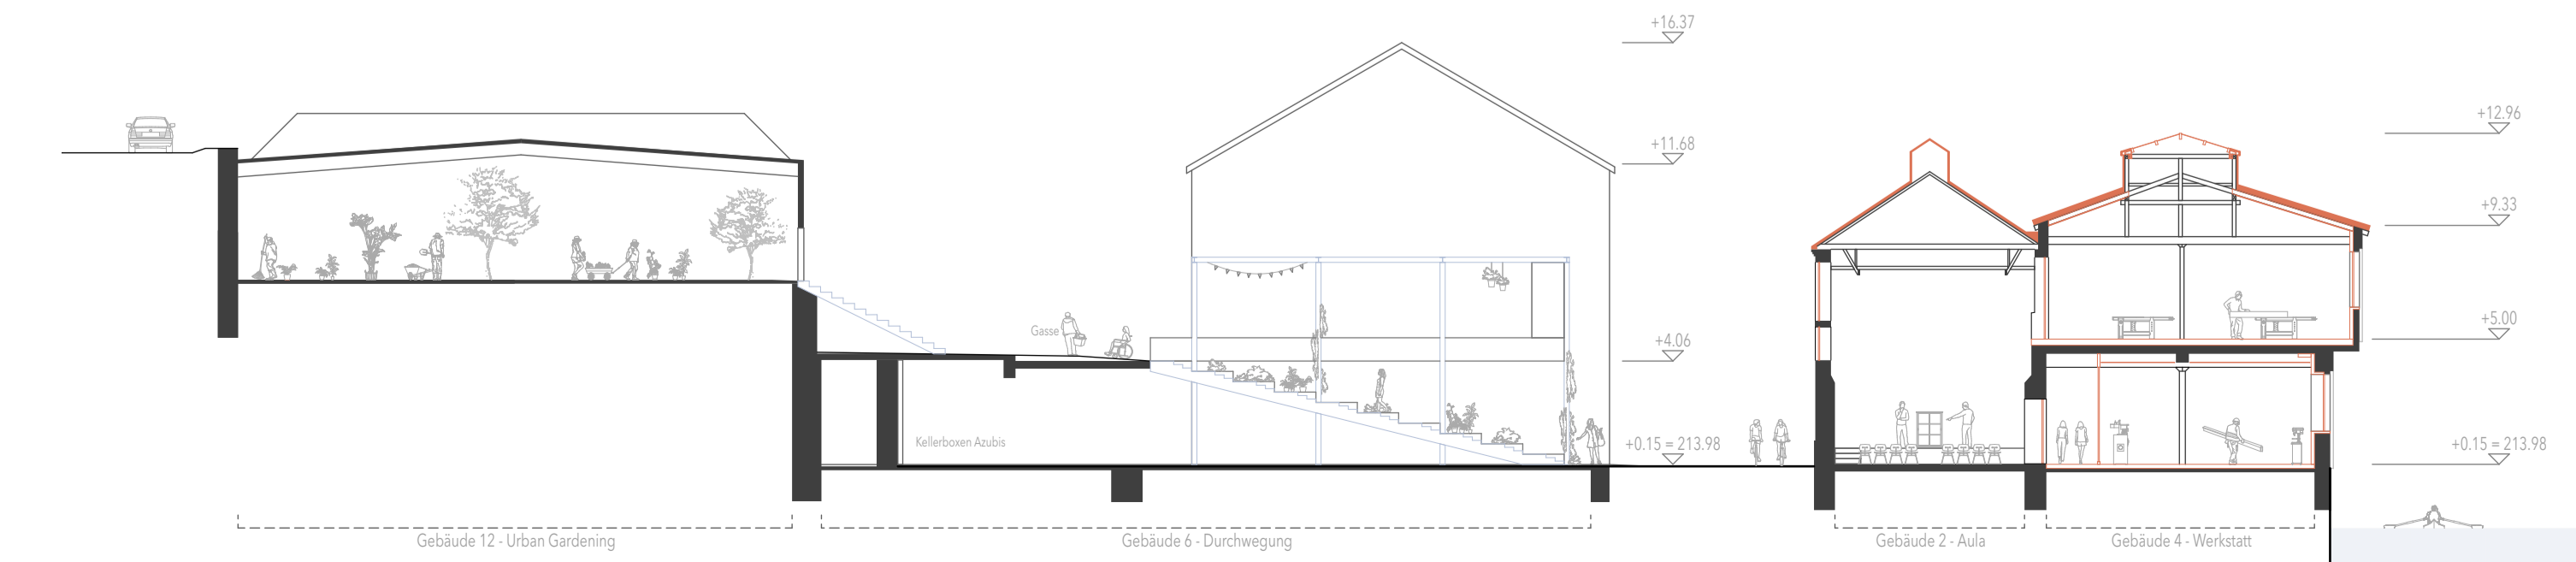 +16.37
+11.68
+4.06
+0.15 = 213.98
+12.96
+9.33
+5.00
+0.15 = 213.98
Gasse
Kellerboxen Azubis
Gebäude 12 - Urban Gardening
Gebäude 6 - Durchwegung
Gebäude 2 - Aula
Gebäude 4 - Werkstatt